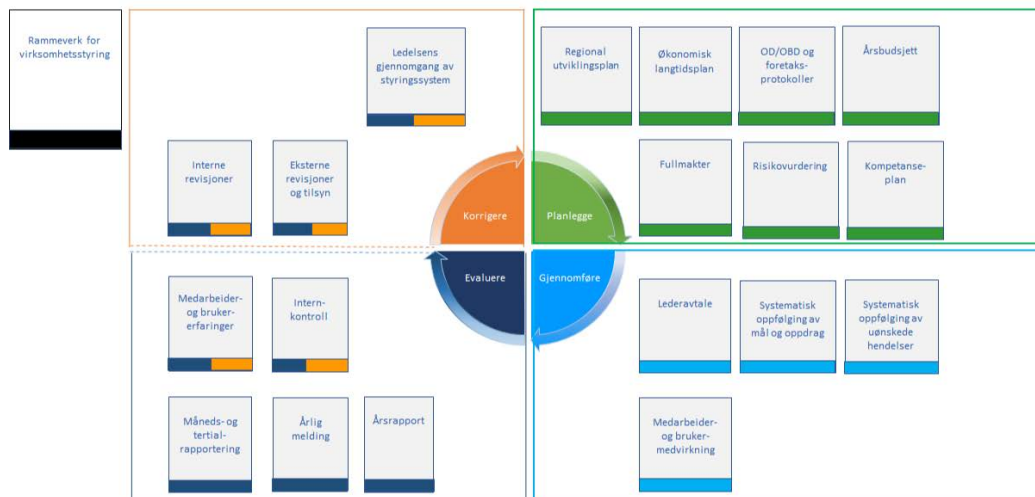 Rammeverk for
virksomhetsstyring
Ledelsens
gjennomgang av
styringssystem
Interne
revisjoner
Eksterne
revisjoner
og tilsyn
Korrigere
Regional
utviklingsplan
Økonomisk
langtidsplan
OD/OBD og
foretaks-
protokoller
Årsbudsjett
Fullmakter
Risikovurdering
Kompetanse-
plan
Planlegge
Evaluere
Medarbeider-
og bruker-
erfaringer
Intern-
kontroll
Måneds- og
tertial-
rapportering
Årlig
melding
Årsrapport
Gjennomføre
Lederavtale
Systematisk
oppfølging av
mål og oppdrag
Systematisk
oppfølging av
uønskede
hendelser
Medarbeider-
og bruker-
medvirkning